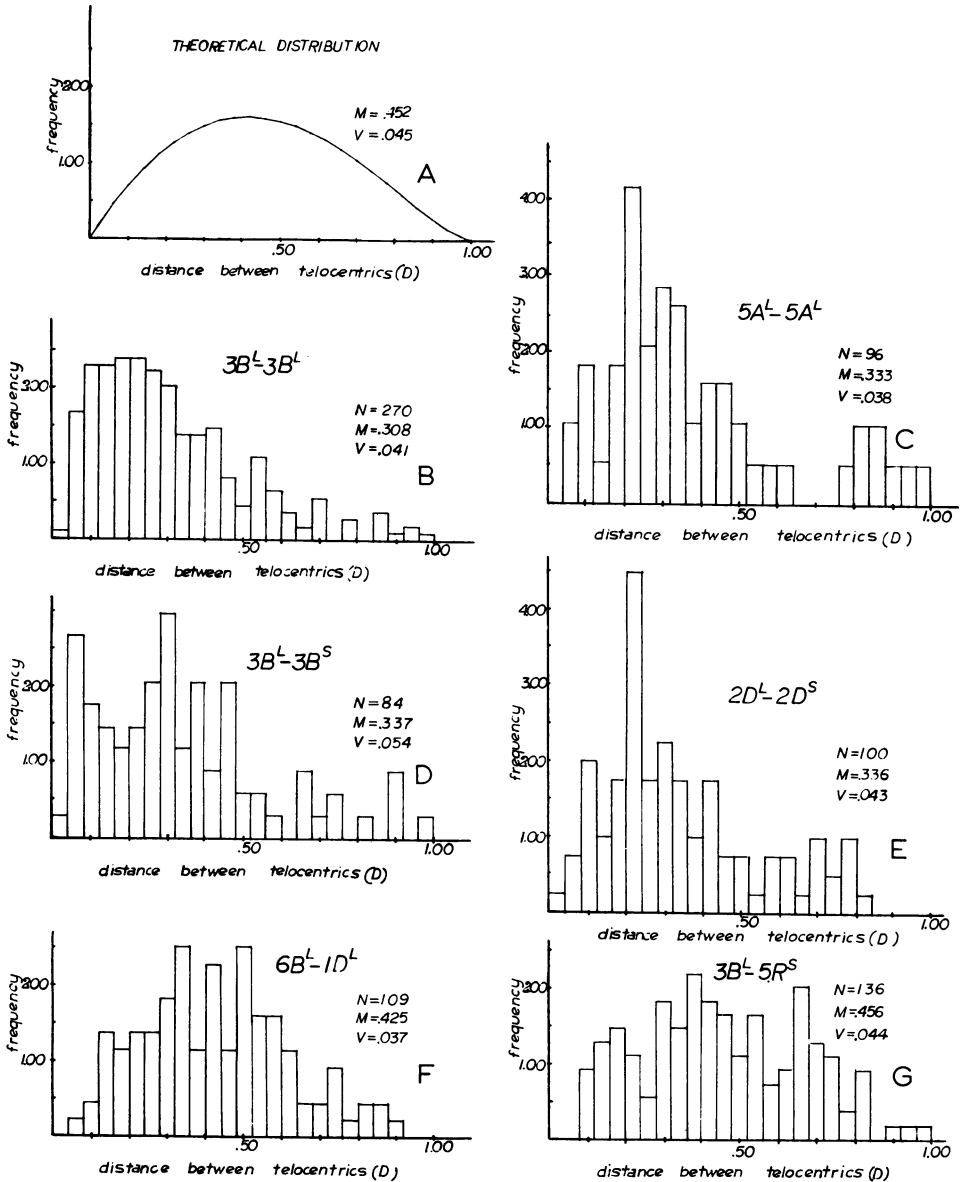 THEORETICAL DISTRIBUTION
frequency
2.00
1.00
M = .452
V = .045
A
.50
1.00
distance between telocentrics (D)
frequency
2.00
1.00
3B^L-3B^L
N = 270
M=.308
V =.041
B
.50
1.00
distance between telocentrics (D)
frequency
4.00
3.00
2.00
1.00
5A^L-5A^L
N = 96
M=.333
V =.038
C
.50
1.00
distance between telocentrics (D)
frequency
2.00
1.00
3B^L-3B^S
N = 84
M=.337
V =.054
D
.50
1.00
distance between telocentrics (D)
frequency
4.00
3.00
2.00
1.00
2D^L-2D^S
N=100
M=.336
V=.043
E
.50
1.00
distance between telocentrics (D)
frequency
2.00
1.00
6B^L-1D^L
N=109
M=.425
V=.037
F
.50
1.00
distance between telocentrics (D)
frequency
2.00
1.00
3B^L-5R^S
N=136
M=.456
V=.044
G
.50
1.00
distance between telocentrics (D)